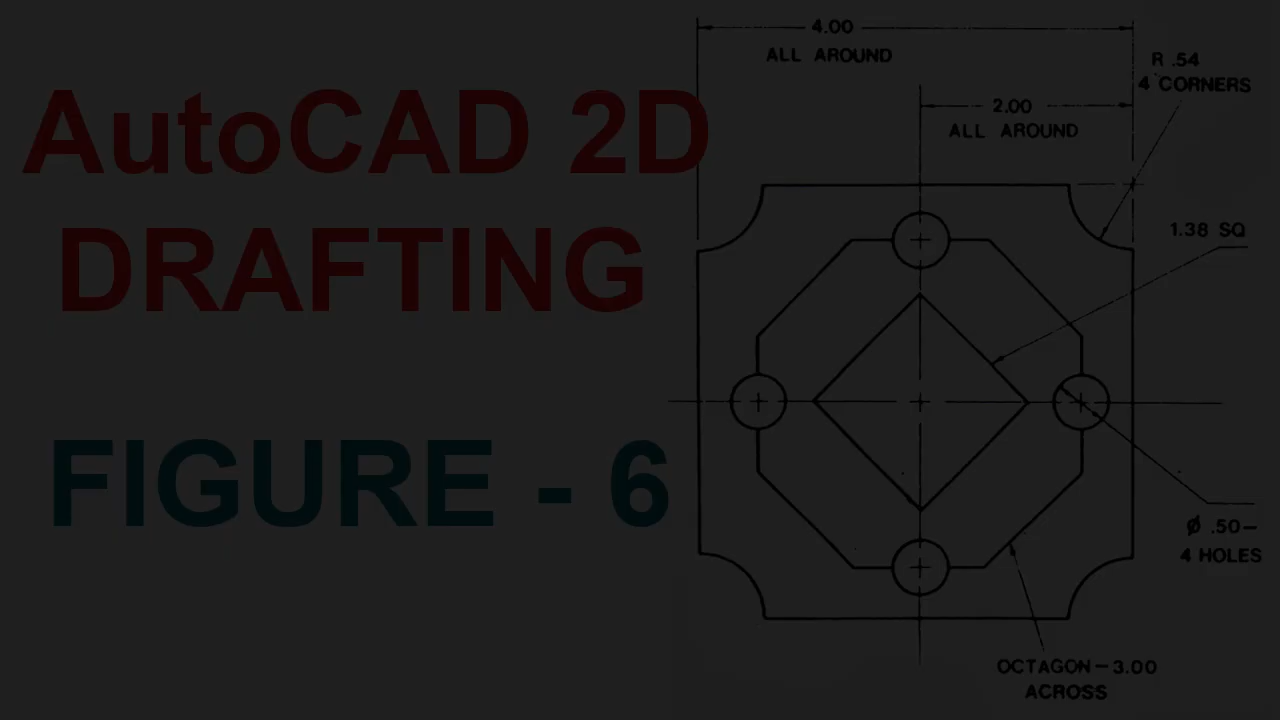 AutoCAD 2D
DRAFTING
FIGURE - 6
4.00
ALL AROUND
R .54
4 CORNERS
2.00
ALL AROUND
1.38 SQ
Ø .50-
4 HOLES
OCTAGON-3.00
ACROSS